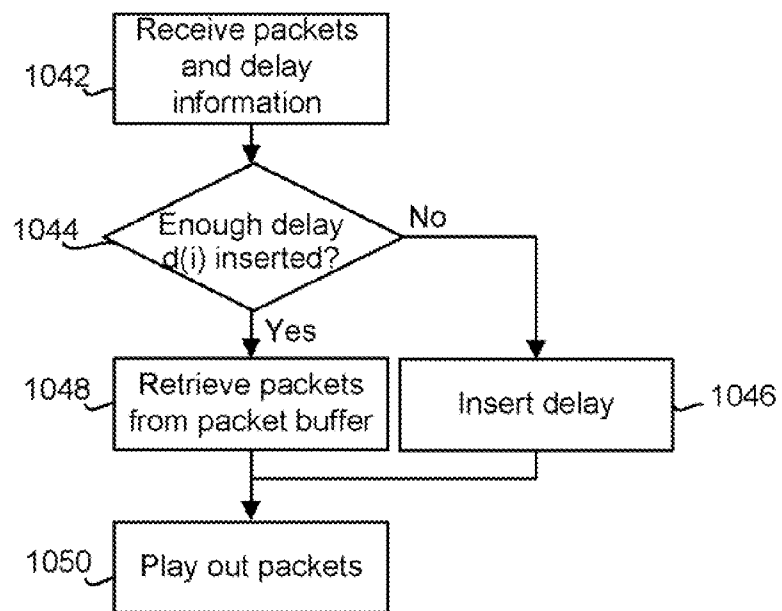 Receive packets
and delay
information
1042
Enough delay
d(i) inserted?
1044
No
Yes
Retrieve packets
from packet buffer
1048
Insert delay
1046
Play out packets
1050